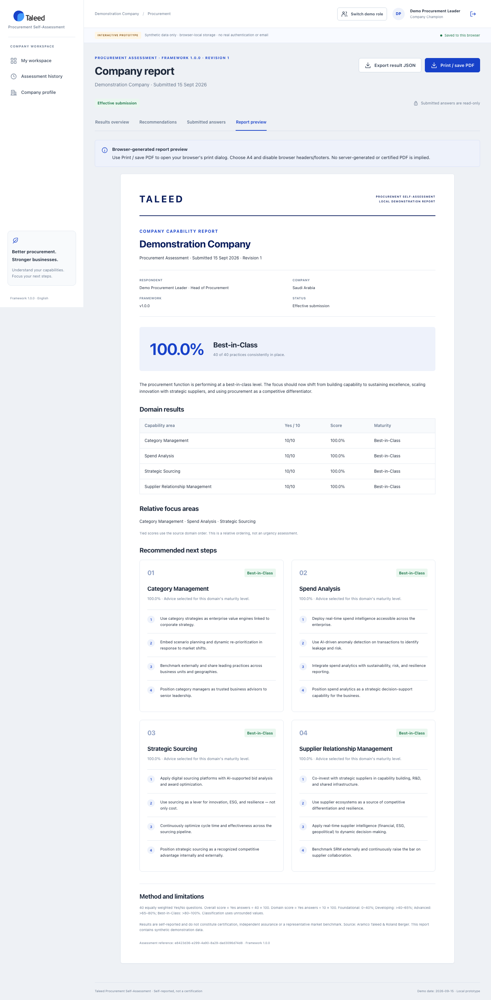 Taleed
Procurement Self-Assessment
COMPANY WORKSPACE
My workspace
Assessment history
Company profile
Better procurement.
Stronger businesses.
Understand your capabilities.
Focus your next steps.
Framework 1.0.0 · English
Demonstration Company / Procurement
Switch demo role
DP
Demo Procurement Leader
Company Champion
INTERACTIVE PROTOTYPE
Synthetic data only · browser-local storage · no real authentication or email
Saved to this browser
PROCUREMENT ASSESSMENT · FRAMEWORK 1.0.0 · REVISION 1
Company report
Demonstration Company · Submitted 15 Sept 2026
Export result JSON
Print / save PDF
Effective submission
Submitted answers are read-only
Results overview
Recommendations
Submitted answers
Report preview
Browser-generated report preview
Use Print / save PDF to open your browser's print dialog. Choose A4 and disable browser headers/footers. No server-generated or certified PDF is implied.
TALEED
PROCUREMENT SELF-ASSESSMENT
LOCAL DEMONSTRATION REPORT
COMPANY CAPABILITY REPORT
Demonstration Company
Procurement Assessment · Submitted 15 Sept 2026 · Revision 1
RESPONDENT
Demo Procurement Leader · Head of Procurement
COMPANY
Saudi Arabia
FRAMEWORK
v1.0.0
STATUS
Effective submission
100.0%
Best-in-Class
40 of 40 practices consistently in place.
The procurement function is performing at a best-in-class level. The focus should now shift from building capability to sustaining excellence, scaling
innovation with strategic suppliers, and using procurement as a competitive differentiator.
Domain results
Capability area Yes / 10 Score Maturity
Category Management 10/10 100.0% Best-in-Class
Spend Analysis 10/10 100.0% Best-in-Class
Strategic Sourcing 10/10 100.0% Best-in-Class
Supplier Relationship Management 10/10 100.0% Best-in-Class
Relative focus areas
Category Management · Spend Analysis · Strategic Sourcing
Tied scores use the source domain order. This is a relative ordering, not an urgency assessment.
Recommended next steps
01 Best-in-Class
Category Management
100.0% · Advice selected for this domain's maturity level.
1 Use category strategies as enterprise value engines linked to
corporate strategy.
2 Embed scenario planning and dynamic re-prioritization in
response to market shifts.
3 Benchmark externally and share leading practices across
business units and geographies.
4 Position category managers as trusted business advisors to
senior leadership.
02 Best-in-Class
Spend Analysis
100.0% · Advice selected for this domain's maturity level.
1 Deploy real-time spend intelligence accessible across the
enterprise.
2 Use AI-driven anomaly detection on transactions to identify
leakage and risk.
3 Integrate spend analytics with sustainability, risk, and resilience
reporting.
4 Position spend analytics as a strategic decision-support
capability for the business.
03 Best-in-Class
Strategic Sourcing
100.0% · Advice selected for this domain's maturity level.
1 Apply digital sourcing platforms with AI-supported bid analysis
and award optimization.
2 Use sourcing as a lever for innovation, ESG, and resilience — not
only cost.
3 Continuously optimize cycle time and effectiveness across the
sourcing pipeline.
4 Position strategic sourcing as a recognized competitive
advantage internally and externally.
04 Best-in-Class
Supplier Relationship Management
100.0% · Advice selected for this domain's maturity level.
1 Co-invest with strategic suppliers in capability building, R&D,
and shared infrastructure.
2 Use supplier ecosystems as a source of competitive
differentiation and resilience.
3 Apply real-time supplier intelligence (financial, ESG,
geopolitical) to dynamic decision-making.
4 Benchmark SRM externally and continuously raise the bar on
supplier collaboration.
Method and limitations
40 equally weighted Yes/No questions. Overall score = Yes answers ÷ 40 × 100. Domain score = Yes answers ÷ 10 × 100. Foundational: 0–40%; Developing: >40–65%; Advanced:
>65–80%; Best-in-Class: >80–100%. Classification uses unrounded values.
Results are self-reported and do not constitute certification, independent assurance or a representative market benchmark. Source: Aramco Taleed & Roland Berger. This report
contains synthetic demonstration data.
Assessment reference: e8423d36-e299-4a90-8a29-dad3096d74d8 · Framework 1.0.0
Taleed Procurement Self-Assessment · Self-reported, not a certification
Demo date: 2026-09-15 · Local prototype